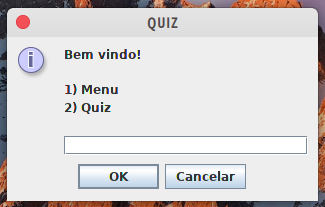 QUIZ
Bem vindo!
1) Menu
2) Quiz
OK
Cancelar